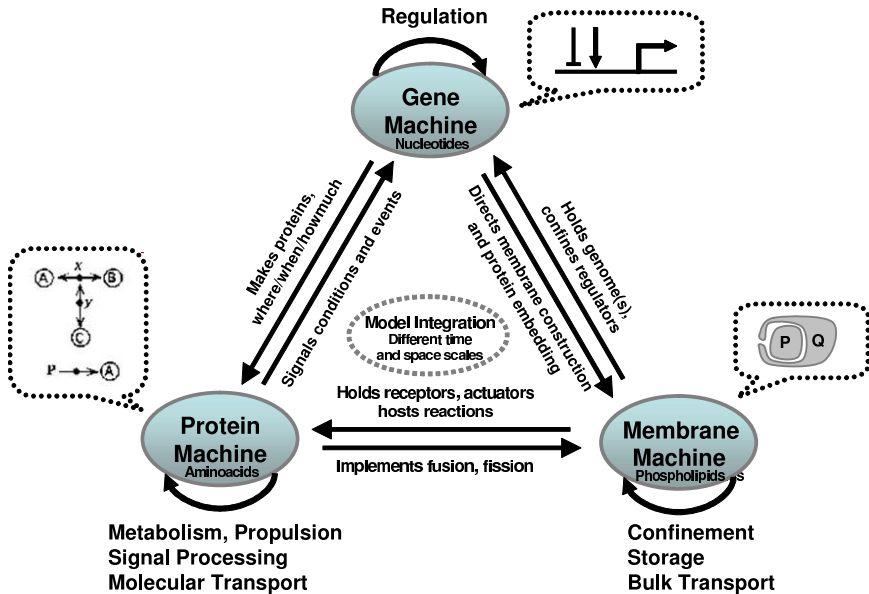 Regulation
Gene
Machine
Nucleotides
Makes proteins,
where/when/howmuch
Signals conditions and events
Directs membrane construction
and protein embedding
Holds genome(s),
confines regulators
x
A
B
y
C
P
A
Model Integration
Different time
and space scales
P
Q
Holds receptors, actuators
hosts reactions
Protein
Machine
Aminoacids
Implements fusion, fission
Membrane
Machine
Phospholipids s
Metabolism, Propulsion
Signal Processing
Molecular Transport
Confinement
Storage
Bulk Transport